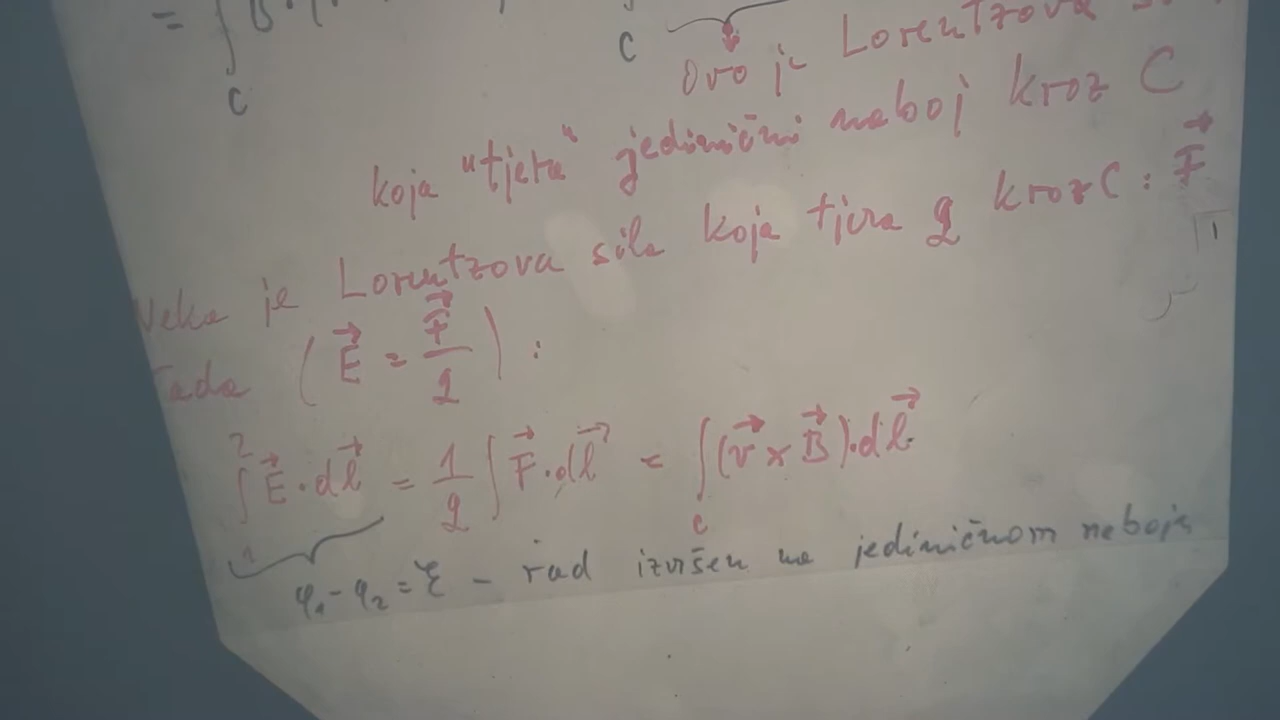 = ∫
C
C
Ovo je Lorentzova
koja "tjera" jedinični naboj kroz C
Neka je Lorentzova sila koja tjera q kroz C : F⃗
Tada ( E⃗ = F⃗/q ) :
∫₁² E⃗·dl⃗ = 1/q ∫ F⃗·dl⃗ = ∫_C (v⃗ × B⃗)·dl⃗
φ₁-φ₂ = ℰ - rad izvršen na jediničnom naboju